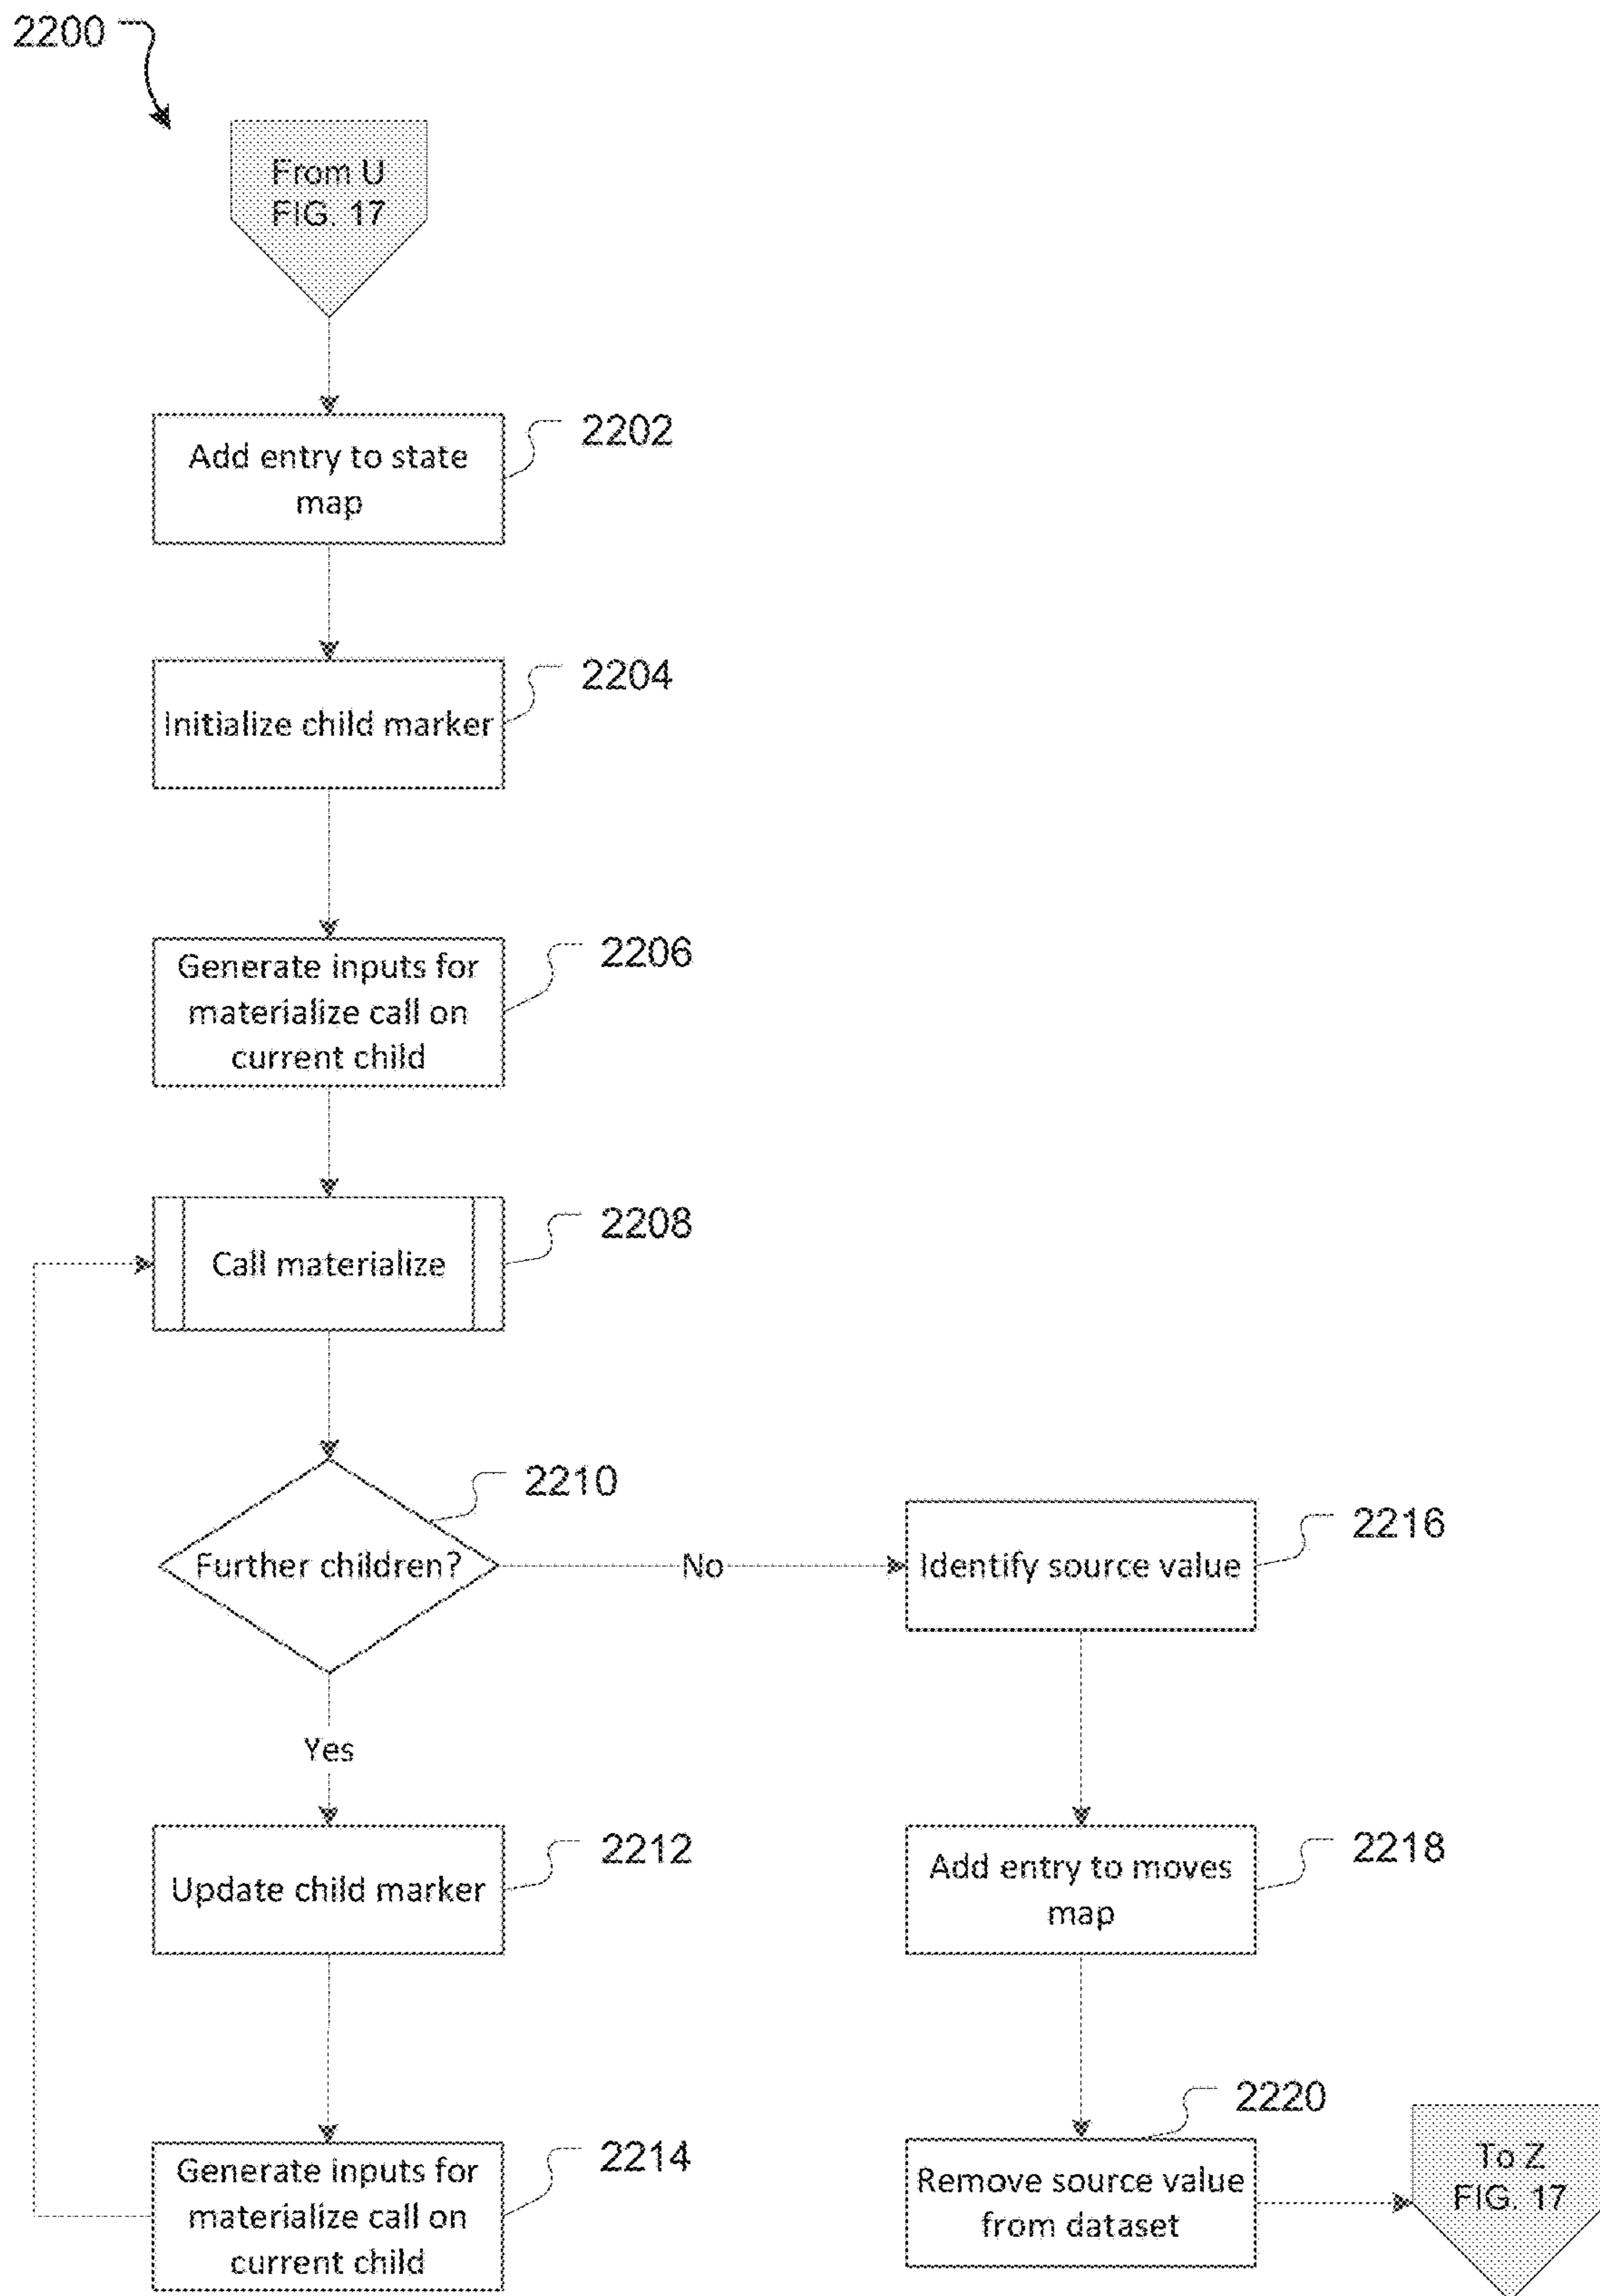 2200
From U
FIG. 17
Add entry to state
map
2202
Initialize child marker
2204
Generate inputs for
materialize call on
current child
2206
Call materialize
2208
Further children?
2210
No
Yes
Identify source value
2216
Update child marker
2212
Add entry to moves
map
2218
Generate inputs for
materialize call on
current child
2214
Remove source value
from dataset
2220
To Z
FIG. 17